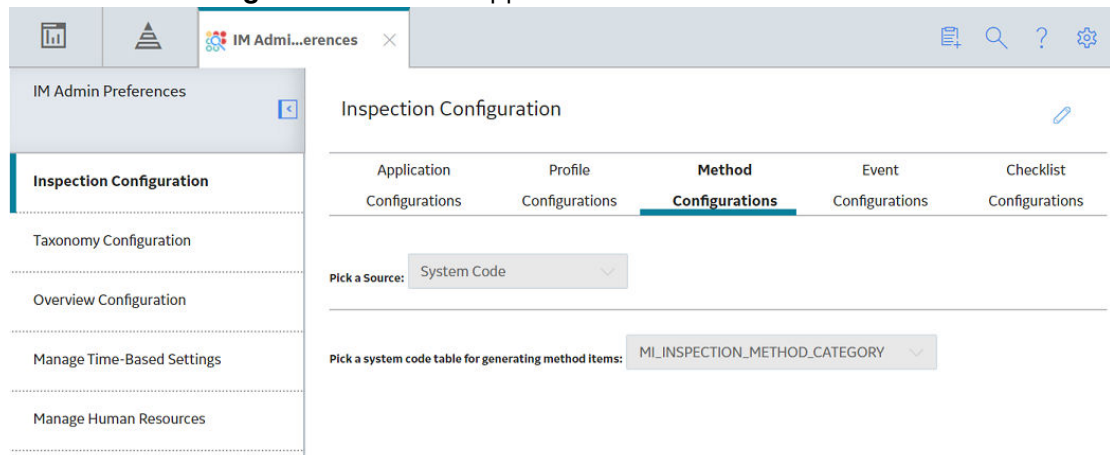 IM Admi...erences
IM Admin Preferences
Inspection Configuration
Taxonomy Configuration
Overview Configuration
Manage Time-Based Settings
Manage Human Resources
Inspection Configuration
Application Configurations
Profile Configurations
Method Configurations
Event Configurations
Checklist Configurations
Pick a Source: System Code
Pick a system code table for generating method items: MI_INSPECTION_METHOD_CATEGORY